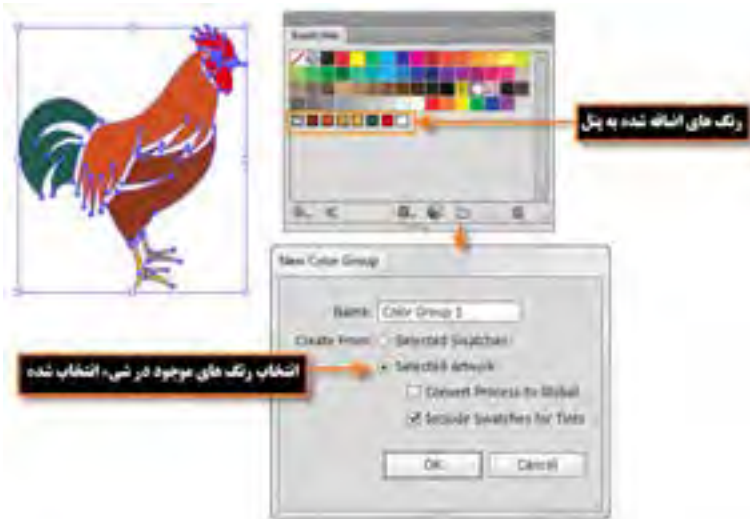 Swatches
رنگ های اضافه شده به پنل
New Color Group
Name: Color Group 1
Create From: Selected Swatches
Selected Artwork
انتخاب رنگ های موجود در شیء انتخاب شده
Convert Process to Global
Include Swatches for Tints
OK Cancel